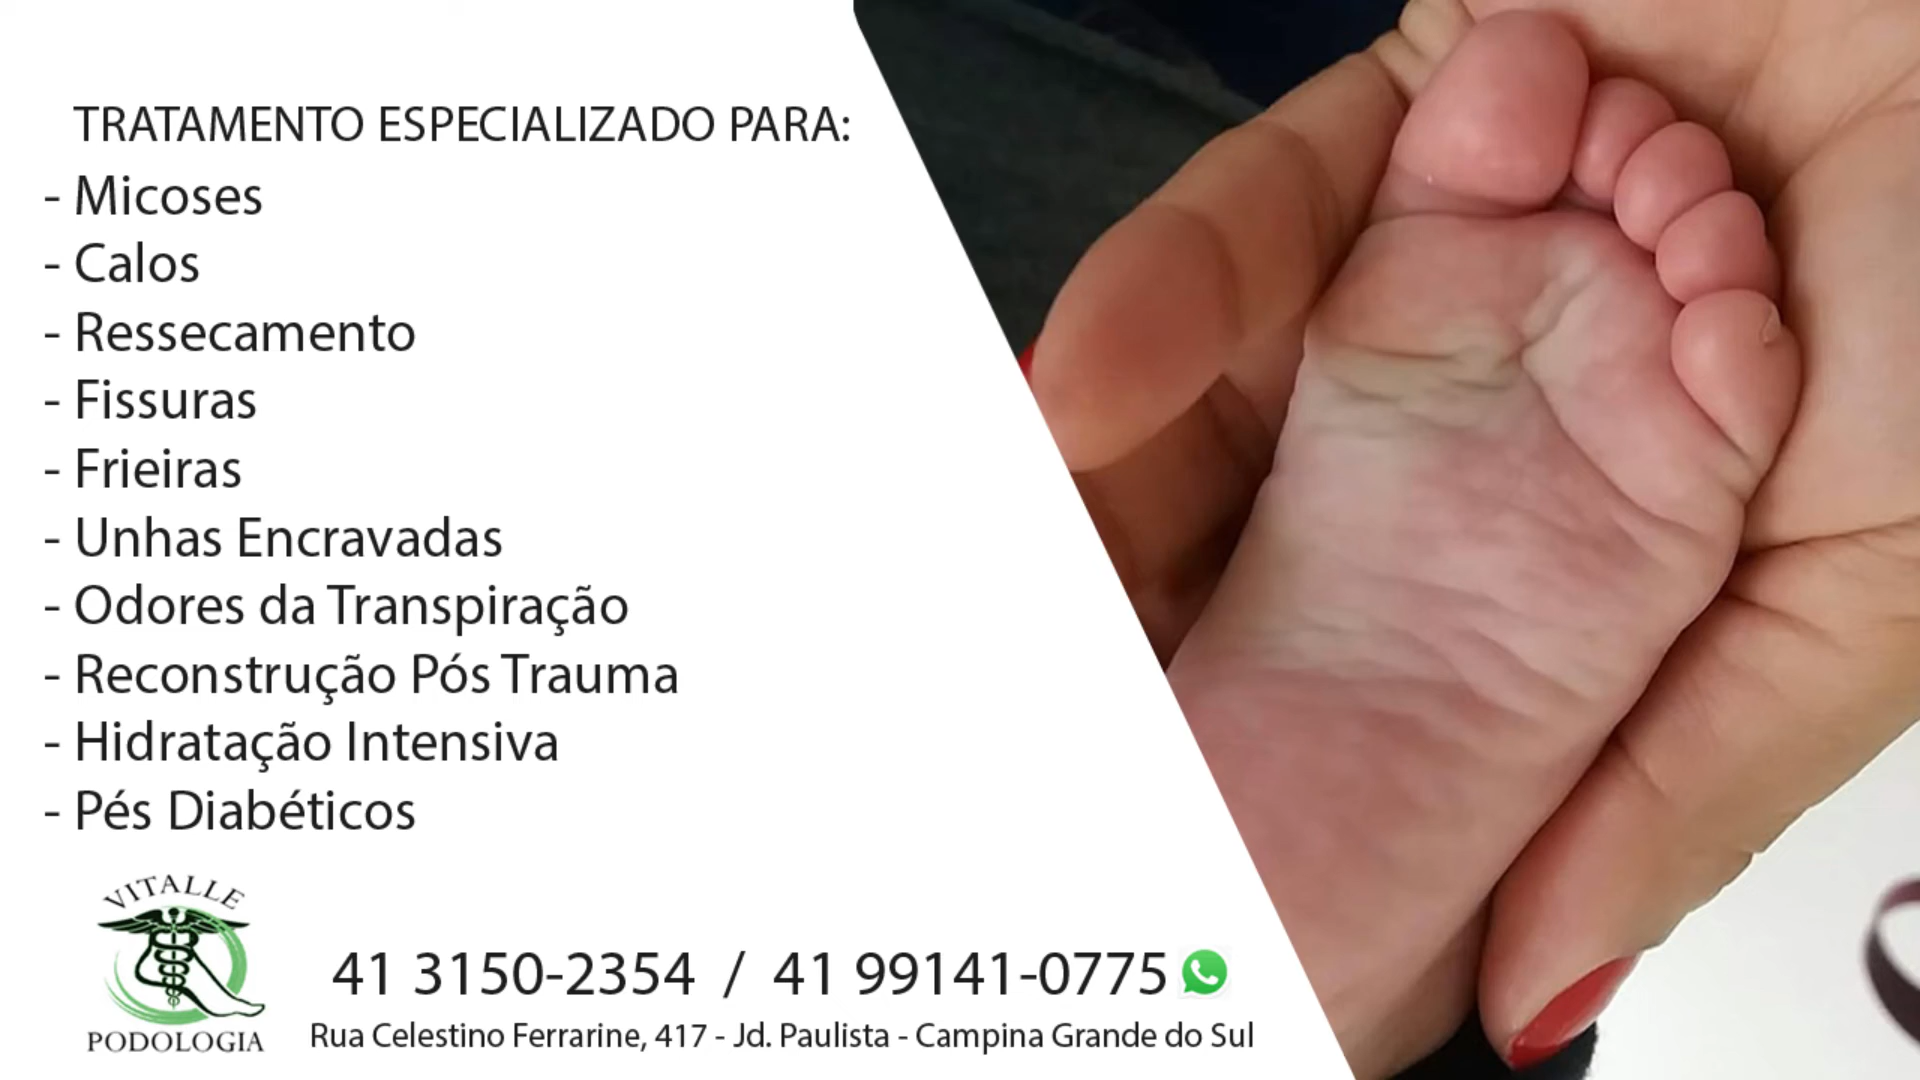 TRATAMENTO ESPECIALIZADO PARA:
- Micoses
- Calos
- Ressecamento
- Fissuras
- Frieiras
- Unhas Encravadas
- Odores da Transpiração
- Reconstrução Pós Trauma
- Hidratação Intensiva
- Pés Diabéticos
VITALLE
PODOLOGIA
41 3150-2354 / 41 99141-0775
Rua Celestino Ferrarine, 417 - Jd. Paulista - Campina Grande do Sul